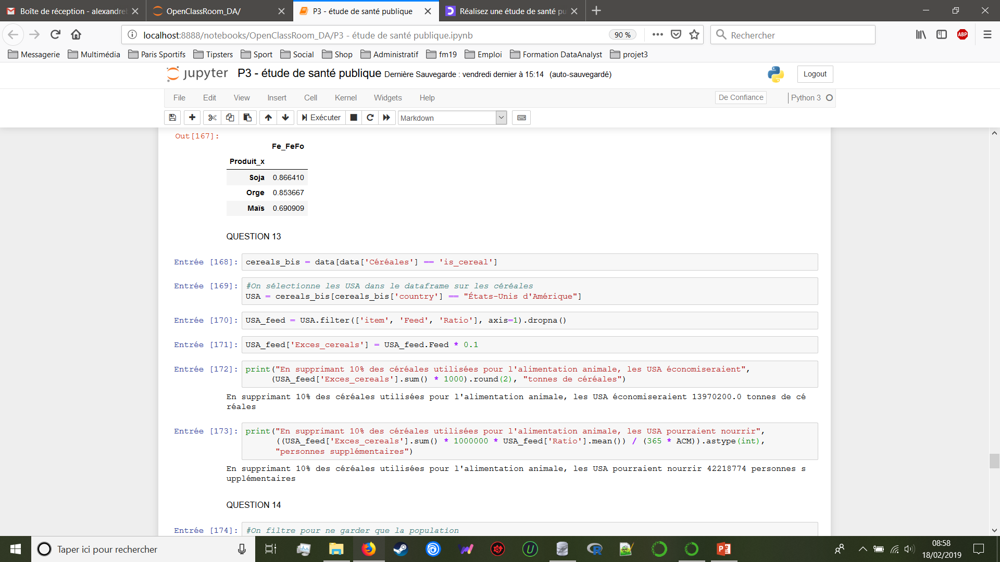 Boîte de réception - alexandrel
OpenClassRoom_DA/
P3 - étude de santé publique
Réalisez une étude de santé pu
localhost:8888/notebooks/OpenClassRoom_DA/P3 - étude de santé publique.ipynb
90 %
Rechercher
ABP
Messagerie
Multimédia
Paris Sportifs
Tipsters
Sport
Social
Shop
Administratif
fm19
Emploi
Formation DataAnalyst
projet3
jupyter
P3 - étude de santé publique
Dernière Sauvegarde : vendredi dernier à 15:14 (auto-sauvegardé)
Logout
File
Edit
View
Insert
Cell
Kernel
Widgets
Help
De Confiance
Python 3
Exécuter
Markdown
Out[167]:
Fe_FeFo
Produit_x
Soja 0.866410
Orge 0.853667
Maïs 0.690909
QUESTION 13
Entrée [168]: cereals_bis = data[data['Céréales'] == 'is_cereal']
Entrée [169]: #On sélectionne les USA dans le dataframe sur les céréales
USA = cereals_bis[cereals_bis['country'] == "États-Unis d'Amérique"]
Entrée [170]: USA_feed = USA.filter(['item', 'Feed', 'Ratio'], axis=1).dropna()
Entrée [171]: USA_feed['Exces_cereals'] = USA_feed.Feed * 0.1
Entrée [172]: print("En supprimant 10% des céréales utilisées pour l'alimentation animale, les USA économiseraient",
(USA_feed['Exces_cereals'].sum() * 1000).round(2), "tonnes de céréales")
En supprimant 10% des céréales utilisées pour l'alimentation animale, les USA économiseraient 13970200.0 tonnes de cé
réales
Entrée [173]: print("En supprimant 10% des céréales utilisées pour l'alimentation animale, les USA pourraient nourrir",
((USA_feed['Exces_cereals'].sum() * 1000000 * USA_feed['Ratio'].mean()) / (365 * ACM)).astype(int),
"personnes supplémentaires")
En supprimant 10% des céréales utilisées pour l'alimentation animale, les USA pourraient nourrir 42218774 personnes s
upplémentaires
QUESTION 14
Entrée [174]: #On filtre pour ne garder que la population
Taper ici pour rechercher
08:58
18/02/2019